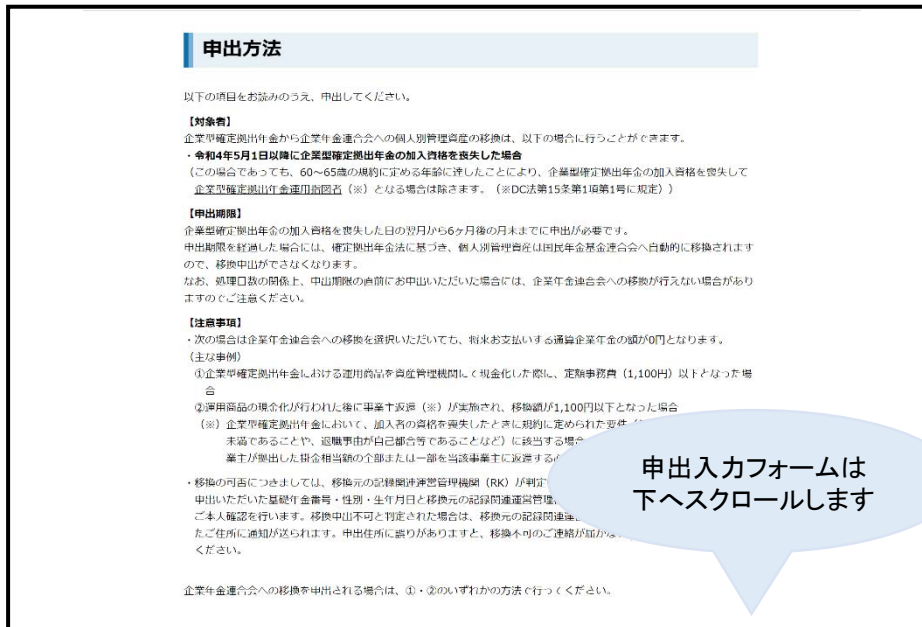 申出方法
以下の項目をお読みのうえ、申出してください。
【対象者】
企業型確定拠出年金から企業年金連合会への個人別管理資産の移換は、以下の場合に行うことができます。
・令和4年5月1日以降に企業型確定拠出年金の加入資格を喪失した場合
（この場合であっても、60～65歳の規約に定める年齢に達したことにより、企業型確定拠出年金の加入資格を喪失して
企業型確定拠出年金運用指図者（※）となる場合は除きます。（※DC法第15条第1項第1号に規定））
【申出期限】
企業型確定拠出年金の加入資格を喪失した日の翌月から6ヶ月後の月末までに申出が必要です。
申出期限を経過した場合には、確定拠出年金法に基づき、個人別管理資産は国民年金基金連合会へ自動的に移換されます
ので、移換申出ができなくなります。
なお、処理日数の関係上、申出期限の直前にお申出いただいた場合には、企業年金連合会への移換が行えない場合があり
ますのでご注意ください。
【注意事項】
・次の場合は企業年金連合会への移換を選択いただいても、将来お支払いする通算企業年金の額が0円となります。
（主な事例）
①企業型確定拠出年金における運用商品を資産管理機関にて現金化した際に、定額事務費（1,100円）以下となった場
合
②運用商品の現金化が行われた後に事業主返還（※）が実施され、移換額が1,100円以下となった場合
（※）企業型確定拠出年金において、加入者の資格を喪失したときに規約に定められた要件
未満であることや、退職事由が自己都合等であることなど）に該当する場合
業主が拠出した掛金相当額の全部または一部を当該事業主に返還する
・移換の可否につきましては、移換元の記録関連運営管理機関（RK）が判定
申出いただいた基礎年金番号・性別・生年月日と移換元の記録関連運営管理
ご本人確認を行います。移換申出不可と判定された場合は、移換元の記録関連運
たご住所に通知が送られます。申出住所に誤りがありますと、移換不可のご連絡が届かな
ください。
企業年金連合会への移換を申出される場合は、①・②のいずれかの方法で行ってください。
申出入力フォームは
下へスクロールします